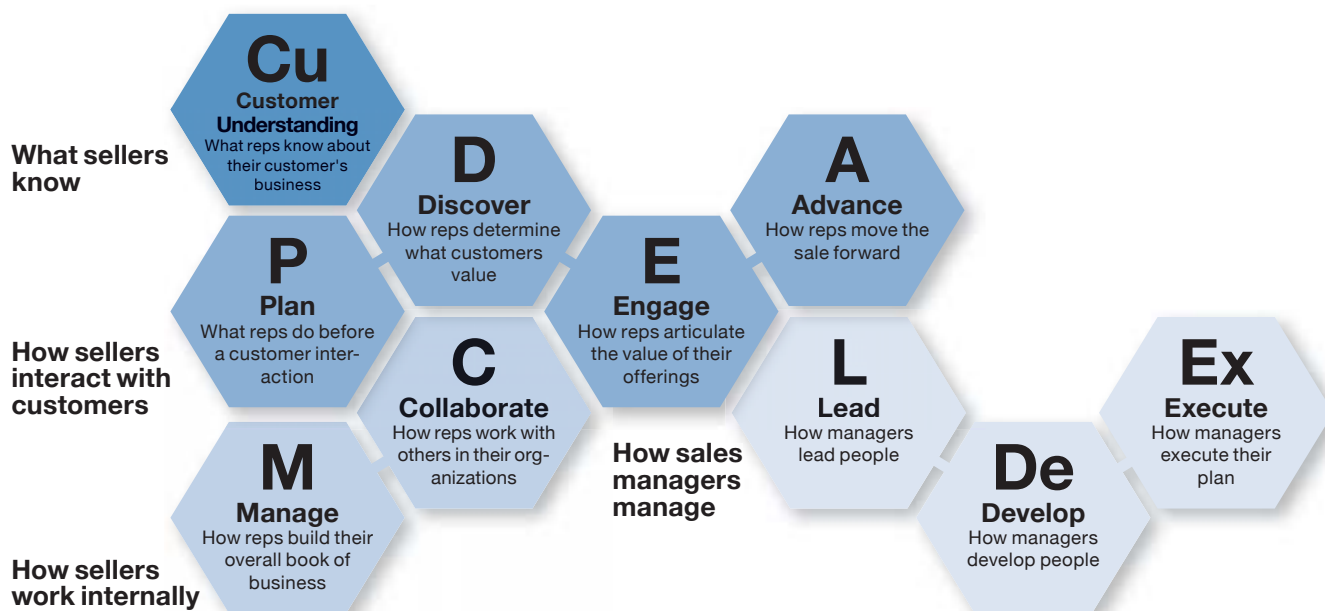 Cu
Customer
Understanding
What reps know about
their customer's
business
What sellers
know
D
Discover
How reps determine
what customers
value
A
Advance
How reps move the
sale forward
P
Plan
What reps do before
a customer inter-
action
E
Engage
How reps articulate
the value of their
offerings
How sellers
interact with
customers
C
Collaborate
How reps work with
others in their org-
anizations
L
Lead
How managers
lead people
Ex
Execute
How managers
execute their
plan
M
Manage
How reps build their
overall book of
business
How sales
managers
manage
De
Develop
How managers
develop people
How sellers
work internally